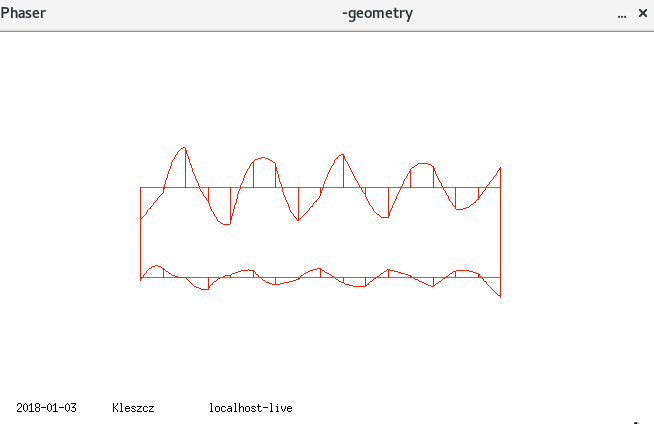 Phaser -geometry ... ×
2018-01-03 Kleszcz localhost-live